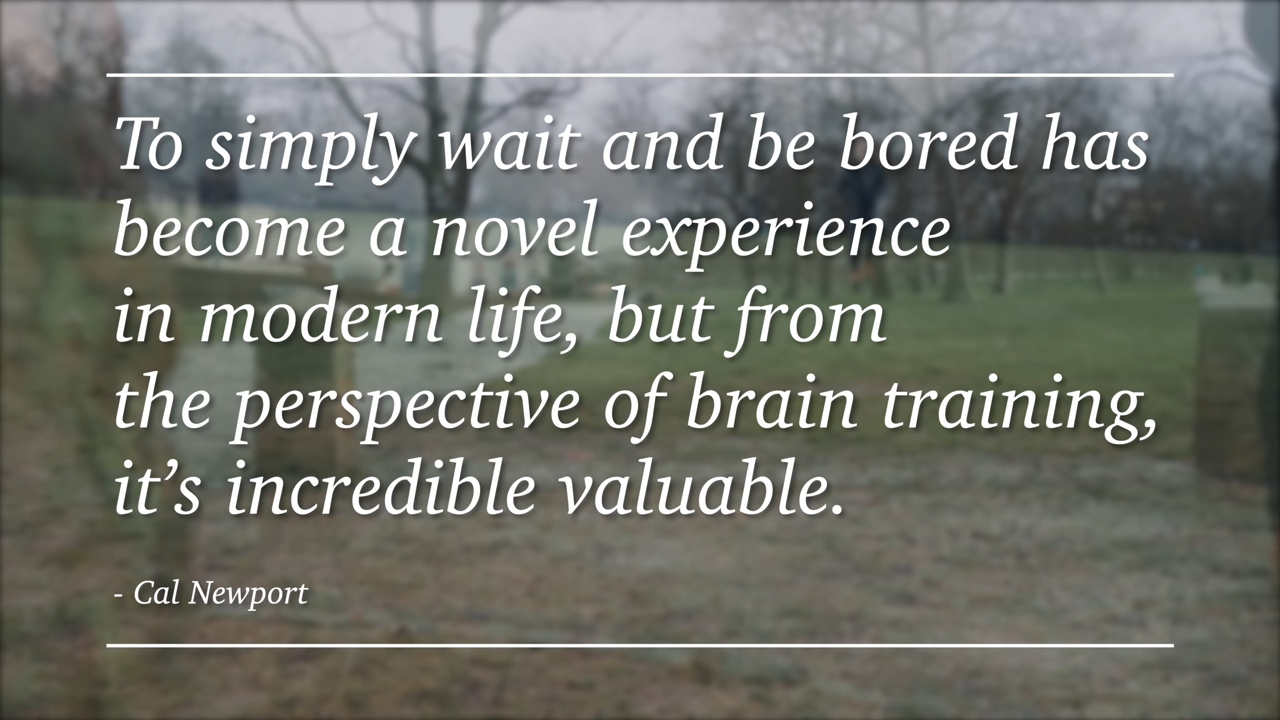 To simply wait and be bored has
become a novel experience
in modern life, but from
the perspective of brain training,
it’s incredible valuable.
- Cal Newport